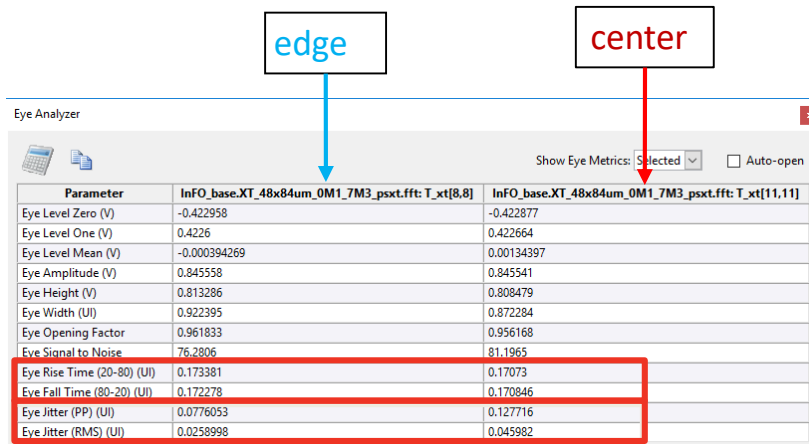 edge center
Eye Analyzer
Show Eye Metrics: Selected Auto-open
Parameter InFO_base.XT_48x84um_0M1_7M3_psxt.fft: T_xt[8,8] InFO_base.XT_48x84um_0M1_7M3_psxt.fft: T_xt[11,11]
Eye Level Zero (V) -0.422958 -0.422877
Eye Level One (V) 0.4226 0.422664
Eye Level Mean (V) -0.000394269 0.00134397
Eye Amplitude (V) 0.845558 0.845541
Eye Height (V) 0.813286 0.808479
Eye Width (UI) 0.922395 0.872284
Eye Opening Factor 0.961833 0.956168
Eye Signal to Noise 76.2806 81.1965
Eye Rise Time (20-80) (UI) 0.173381 0.17073
Eye Fall Time (80-20) (UI) 0.172278 0.170846
Eye Jitter (PP) (UI) 0.0776053 0.127716
Eye Jitter (RMS) (UI) 0.0258998 0.045982